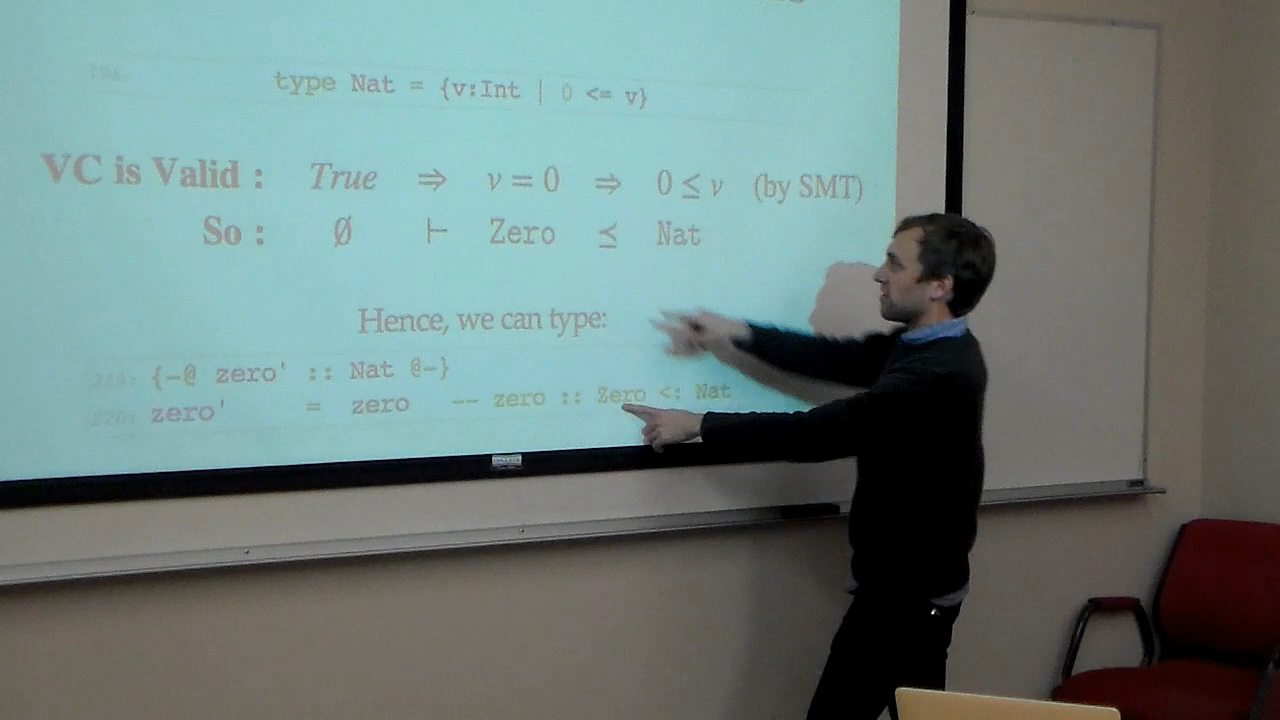 type Nat = {v:Int | 0 <= v}
VC is Valid : True ⇒ v = 0 ⇒ 0 ≤ v (by SMT)
So : ∅ ⊢ Zero ⪯ Nat
Hence, we can type:
{-@ zero' :: Nat @-}
220: zero' = zero -- zero :: Zero <: Nat